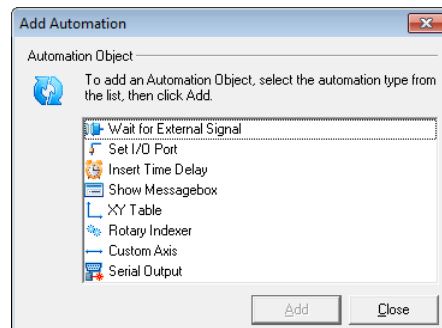 Add Automation
Automation Object
To add an Automation Object, select the automation type from
the list, then click Add.
Wait for External Signal
Set I/O Port
Insert Time Delay
Show Messagebox
XY Table
Rotary Indexer
Custom Axis
Serial Output
Add
Close